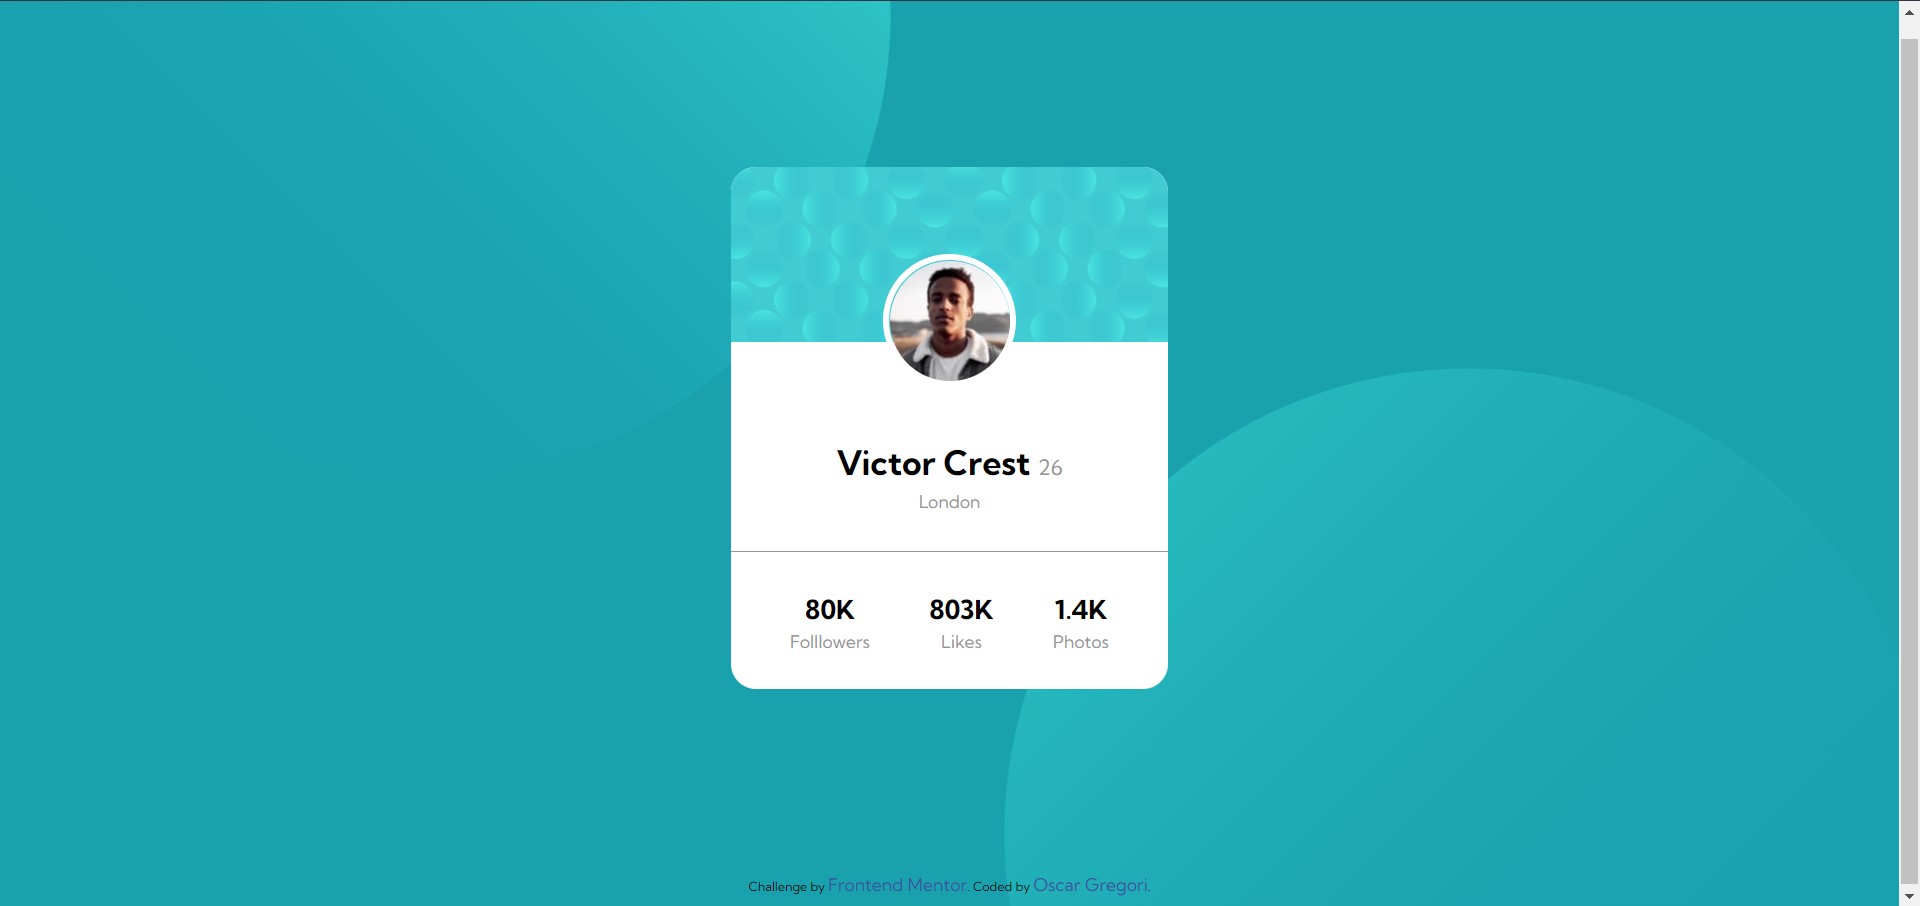 Victor Crest 26
London
80K 803K 1.4K
Folllowers Likes Photos
Challenge by Frontend Mentor. Coded by Oscar Gregori.